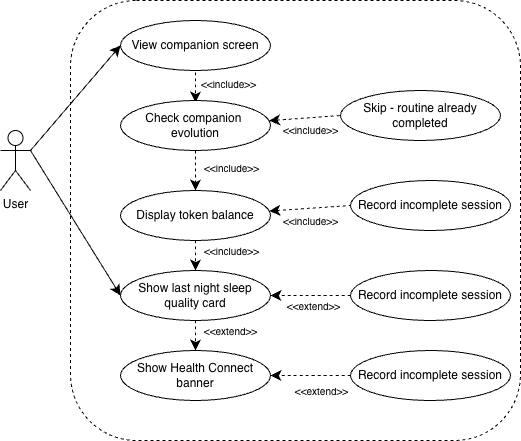 View companion screen
<<include>>
Check companion
evolution
<<include>>
Skip - routine already
completed
<<include>>
User
Display token balance
<<include>>
Record incomplete session
<<include>>
Show last night sleep
quality card
<<extend>>
Record incomplete session
<<extend>>
Show Health Connect
banner
<<extend>>
Record incomplete session